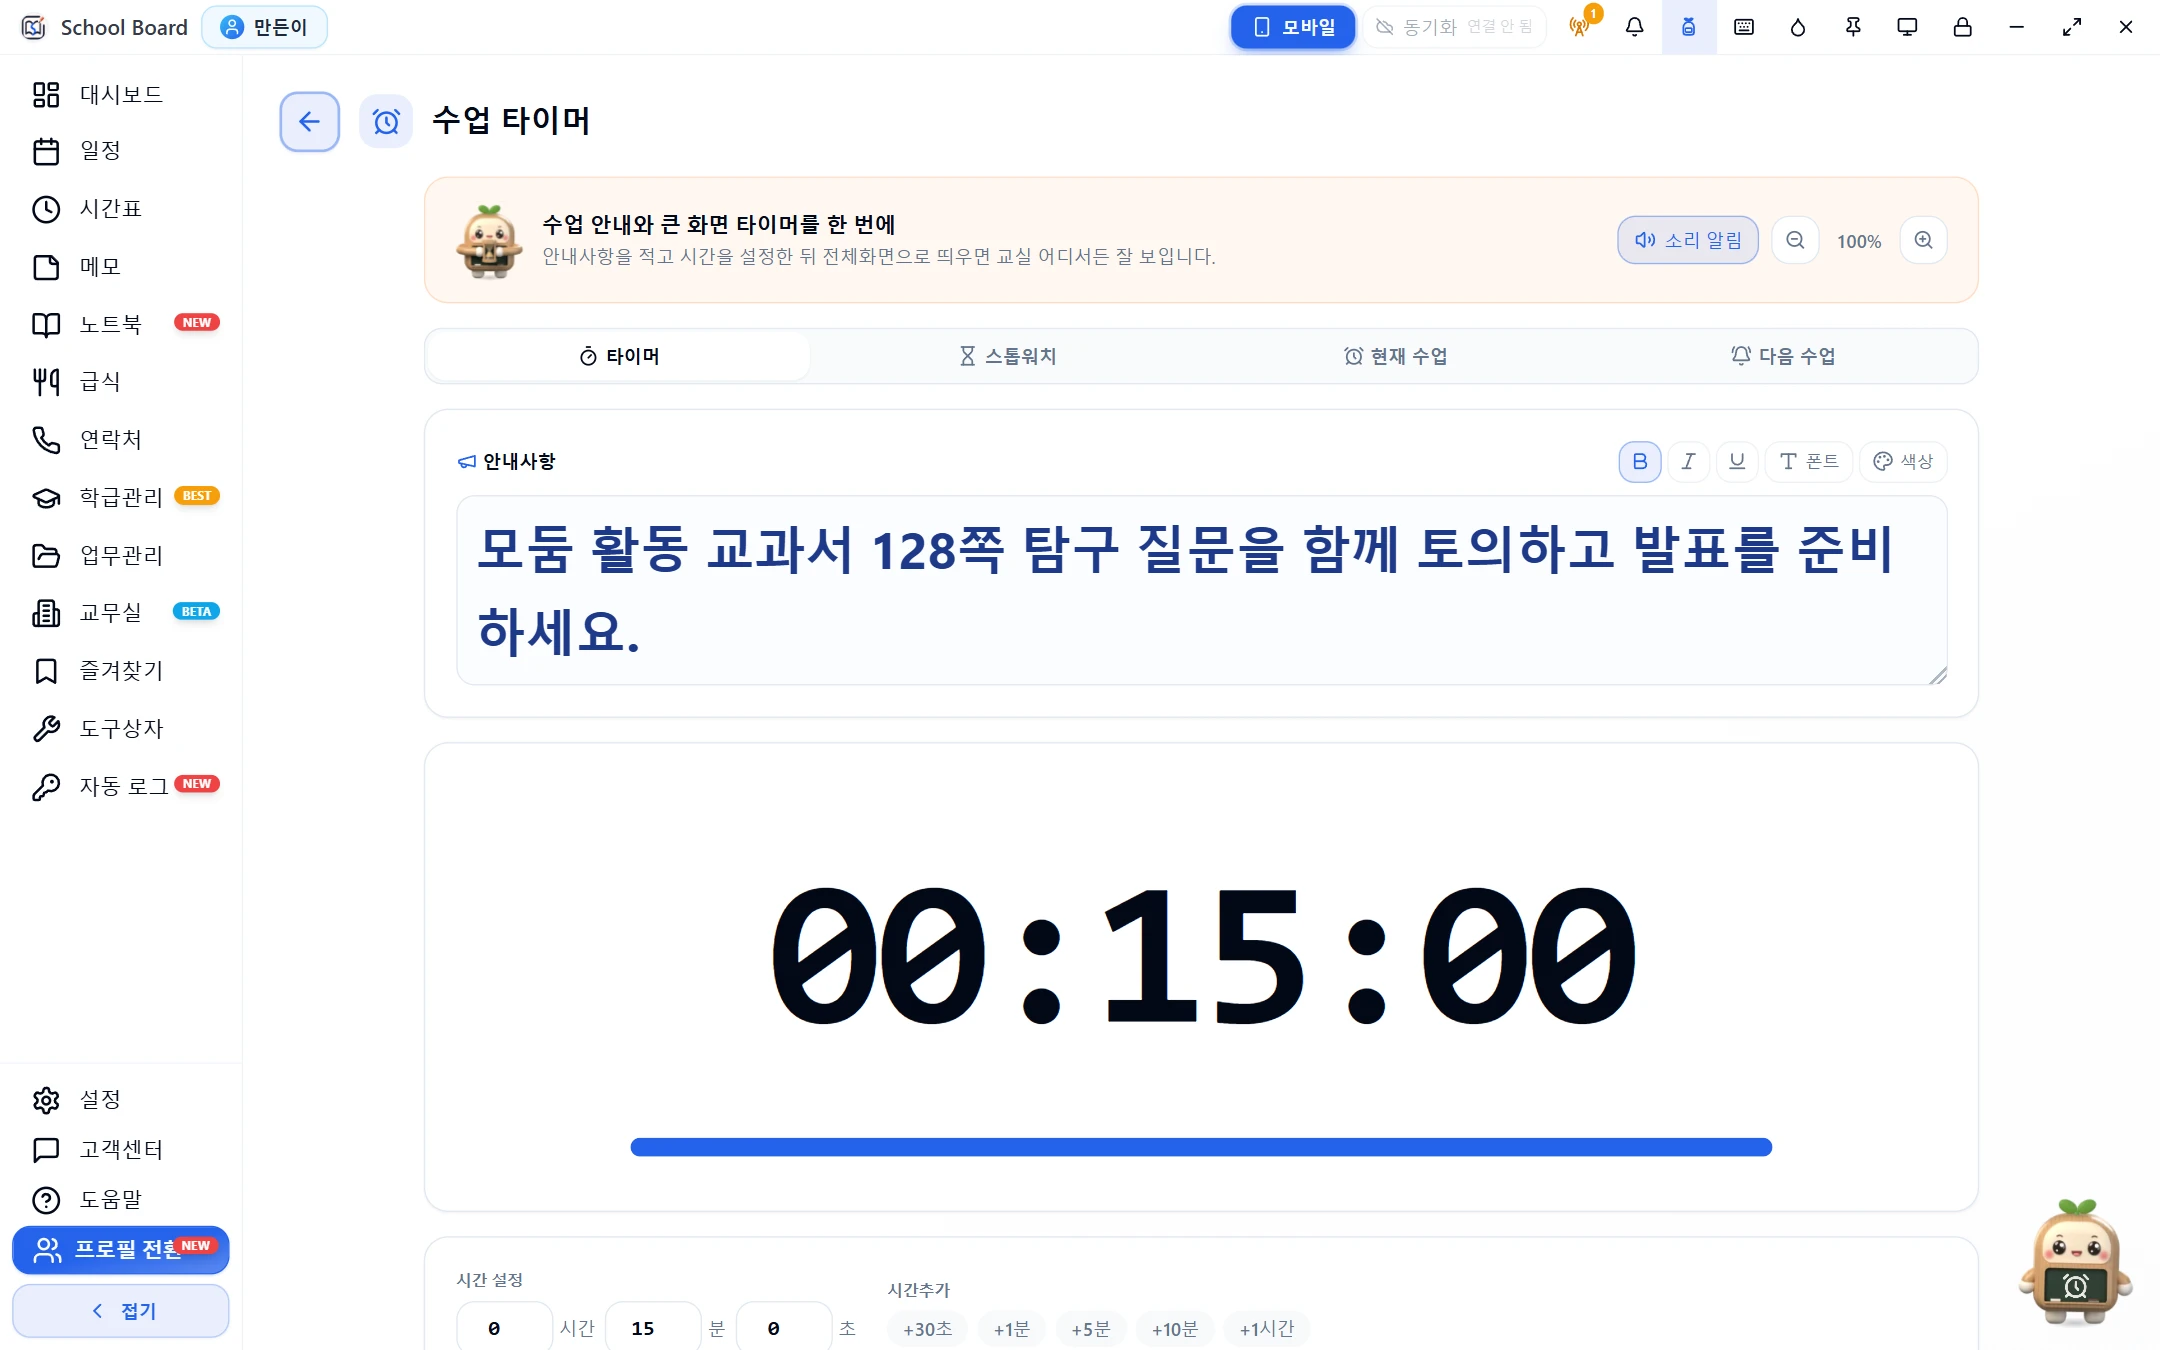 School Board
만든이
모바일
동기화 연결 안 됨
1
대시보드
일정
시간표
메모
노트북 NEW
급식
연락처
학급관리 BEST
업무관리
교무실 BETA
즐겨찾기
도구상자
자동 로그 NEW
설정
고객센터
도움말
프로필 전환 NEW
접기
수업 타이머
수업 안내와 큰 화면 타이머를 한 번에
안내사항을 적고 시간을 설정한 뒤 전체화면으로 띄우면 교실 어디서든 잘 보입니다.
소리 알림
100%
타이머
스톱워치
현재 수업
다음 수업
안내사항
B I U T 폰트 색상
모둠 활동 교과서 128쪽 탐구 질문을 함께 토의하고 발표를 준비
하세요.
00:15:00
시간 설정
0 시간 15 분 0 초
시간추가
+30초 +1분 +5분 +10분 +1시간